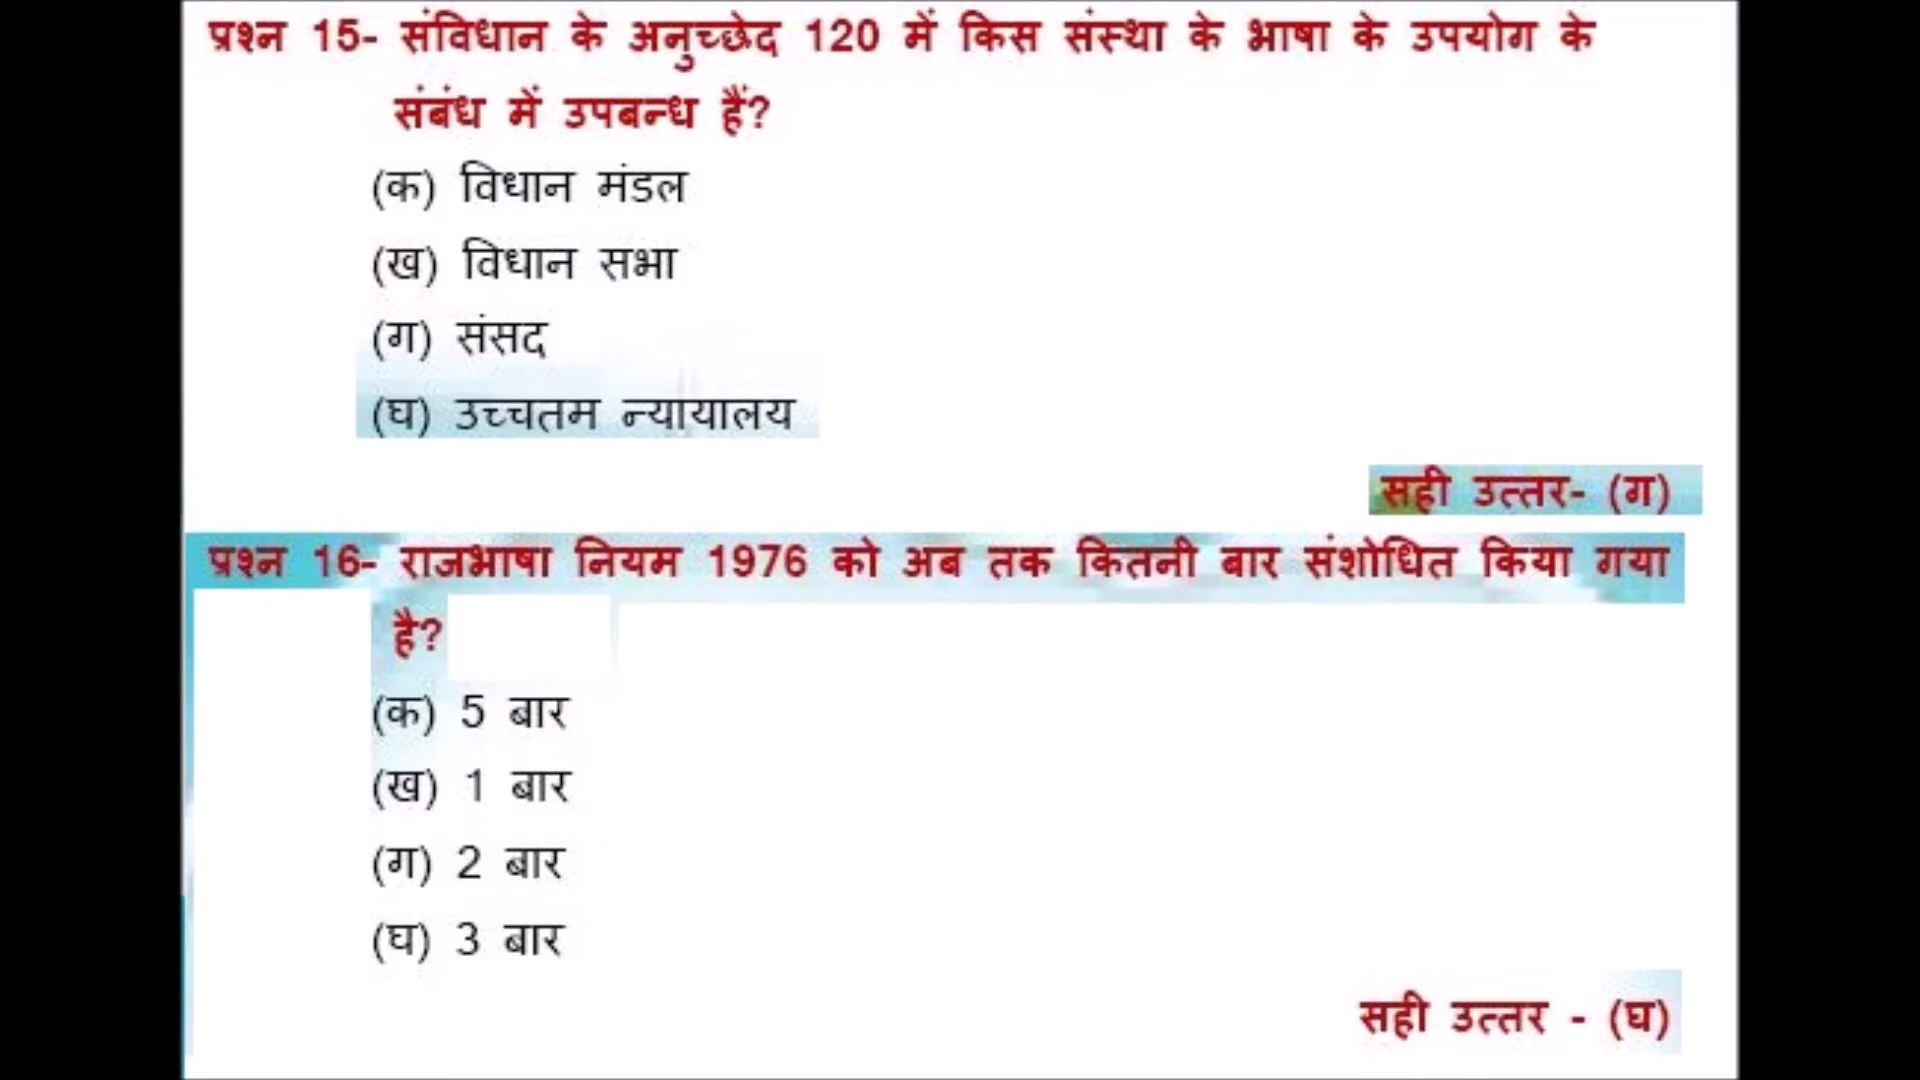 प्रश्न 15- संविधान के अनुच्छेद 120 में किस संस्था के भाषा के उपयोग के
संबंध में उपबन्ध हैं?
(क) विधान मंडल
(ख) विधान सभा
(ग) संसद
(घ) उच्चतम न्यायालय
सही उत्तर- (ग)
प्रश्न 16- राजभाषा नियम 1976 को अब तक कितनी बार संशोधित किया गया
है?
(क) 5 बार
(ख) 1 बार
(ग) 2 बार
(घ) 3 बार
सही उत्तर - (घ)